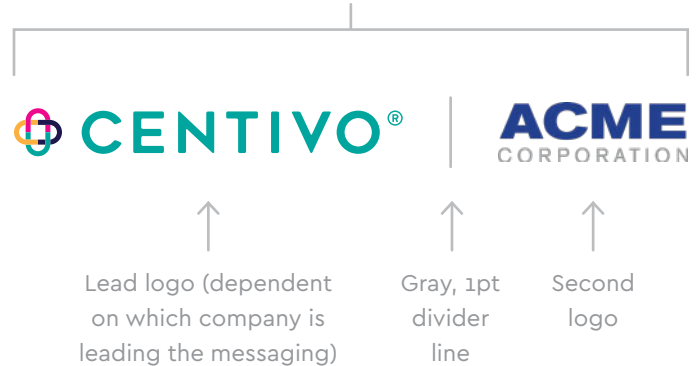 CENTIVO®
ACME
CORPORATION
Lead logo (dependent
on which company is
leading the messaging)
Gray, 1pt
divider
line
Second
logo